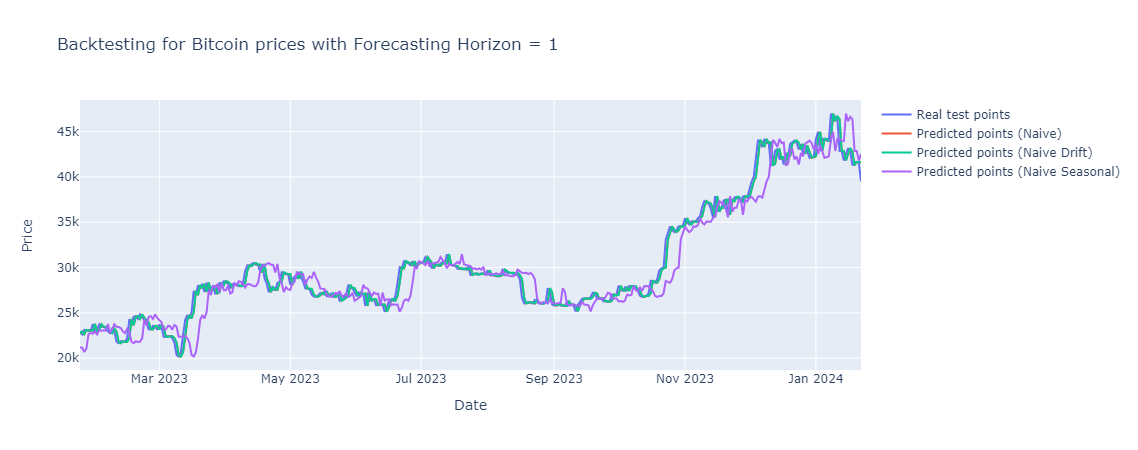 Backtesting for Bitcoin prices with Forecasting Horizon = 1
Real test points
Predicted points (Naive)
Predicted points (Naive Drift)
Predicted points (Naive Seasonal)
45k
40k
35k
30k
25k
20k
Price
Mar 2023
May 2023
Jul 2023
Sep 2023
Nov 2023
Jan 2024
Date